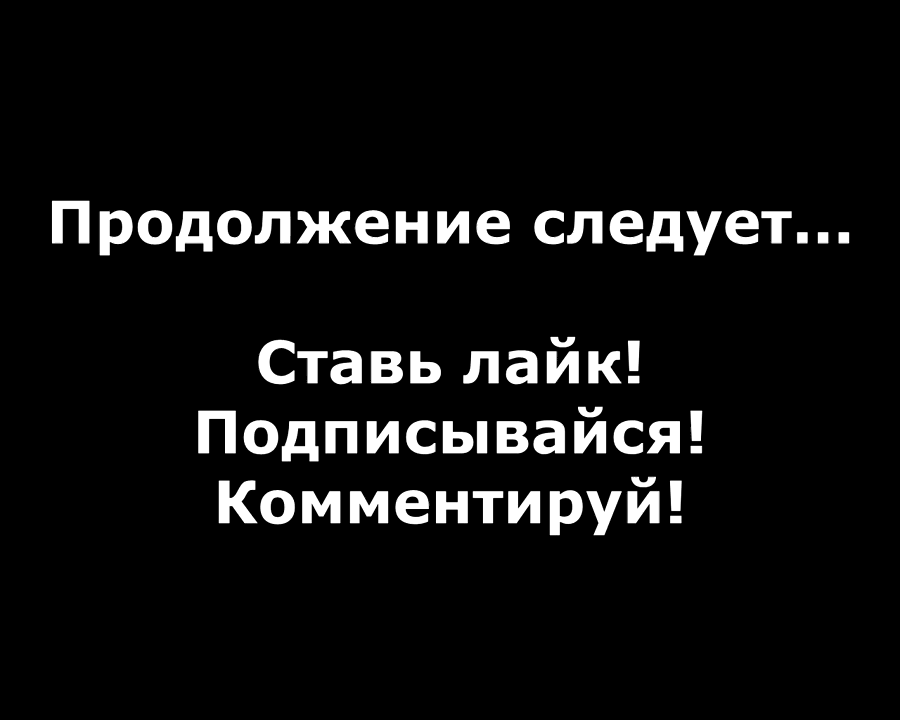 Продолжение следует...
Ставь лайк!
Подписывайся!
Комментируй!